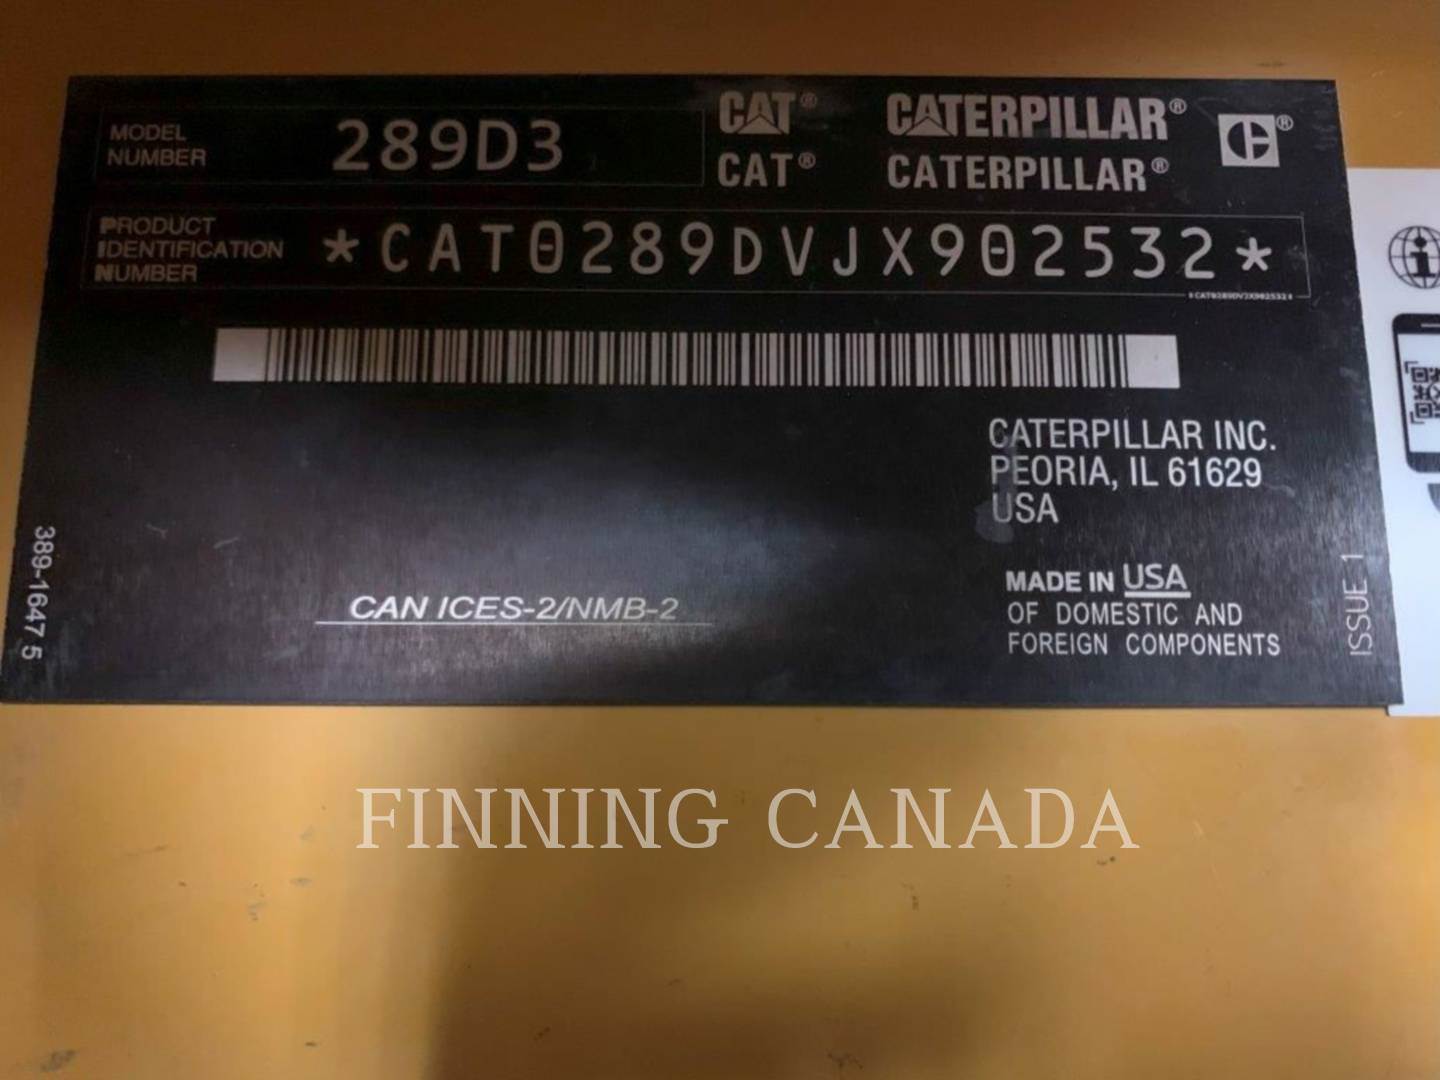 MODEL
NUMBER
289D3
CAT® CATERPILLAR®
CAT® CATERPILLAR®
PRODUCT
IDENTIFICATION
NUMBER
*CAT0289DVJX902532*
*CAT0289DVJX902532*
CATERPILLAR INC.
PEORIA, IL 61629
USA
389-1647 5
CAN ICES-2/NMB-2
MADE IN USA
OF DOMESTIC AND
FOREIGN COMPONENTS
ISSUE 1
FINNING CANADA